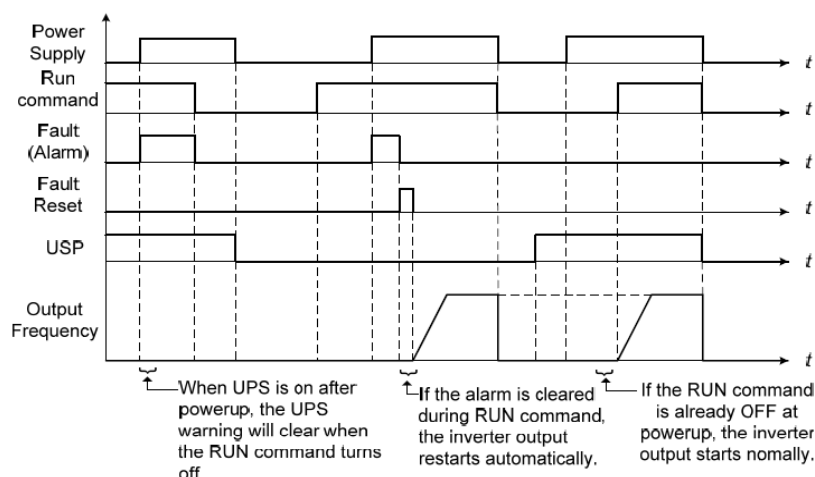 Power
Supply
t
Run
command
t
Fault
(Alarm)
t
Fault
Reset
t
USP
t
Output
Frequency
t
When UPS is on after
powerup, the UPS
warning will clear when
the RUN command turns
off
If the alarm is cleared
during RUN command,
the inverter output
restarts automatically.
If the RUN command
is already OFF at
powerup, the inverter
output starts nomally.